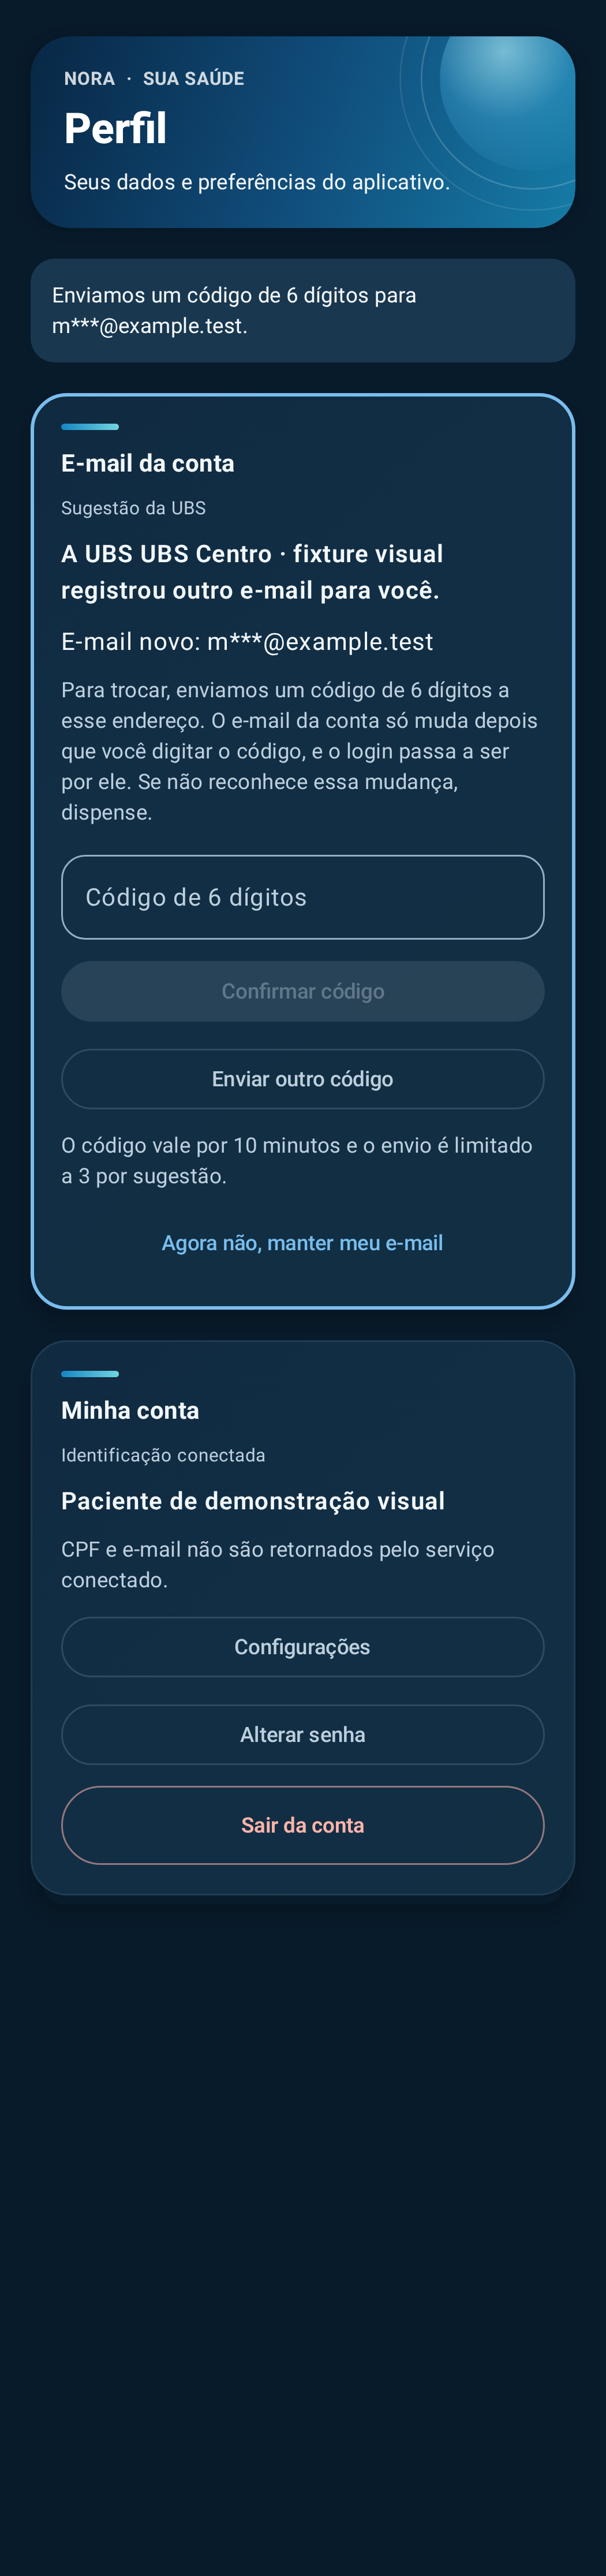 NORA · SUA SAÚDE
Perfil
Seus dados e preferências do aplicativo.
Enviamos um código de 6 dígitos para
m***@example.test.
E-mail da conta
Sugestão da UBS
A UBS UBS Centro · fixture visual
registrou outro e-mail para você.
E-mail novo: m***@example.test
Para trocar, enviamos um código de 6 dígitos a
esse endereço. O e-mail da conta só muda depois
que você digitar o código, e o login passa a ser
por ele. Se não reconhece essa mudança,
dispense.
Código de 6 dígitos
Confirmar código
Enviar outro código
O código vale por 10 minutos e o envio é limitado
a 3 por sugestão.
Agora não, manter meu e-mail
Minha conta
Identificação conectada
Paciente de demonstração visual
CPF e e-mail não são retornados pelo serviço
conectado.
Configurações
Alterar senha
Sair da conta